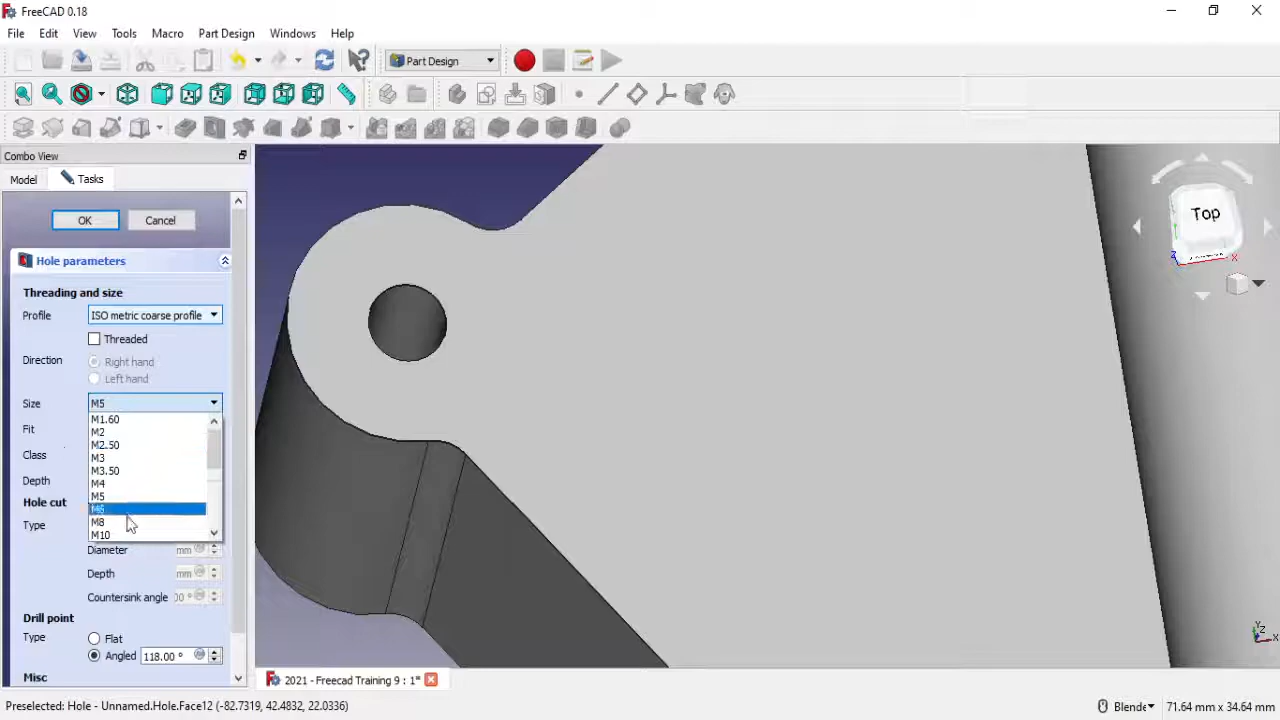 FreeCAD 0.18
File Edit View Tools Macro Part Design Windows Help
Part Design
Combo View
Model Tasks
OK Cancel
Hole parameters
Threading and size
Profile ISO metric coarse profile
Threaded
Direction Right hand
Left hand
Size M5
M1.60
Fit M2
M2.50
Class M3
M3.50
Depth M4
M5
Hole cut M6
Type M8
M10
Diameter mm
Depth mm
Countersink angle 00 °
Drill point
Type Flat
Angled 118.00 °
Misc
Top
Z
X
Y
Z
X
2021 - Freecad Training 9 : 1*
Preselected: Hole - Unnamed.Hole.Face12 (-82.7319, 42.4832, 22.0336) Blende 71.64 mm x 34.64 mm